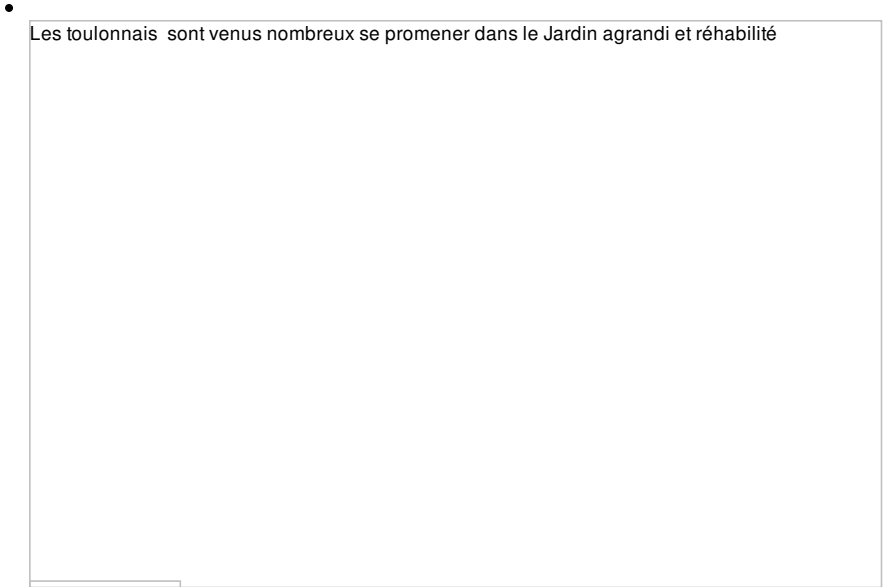 Les toulonnais  sont venus nombreux se promener dans le Jardin agrandi et réhabilité